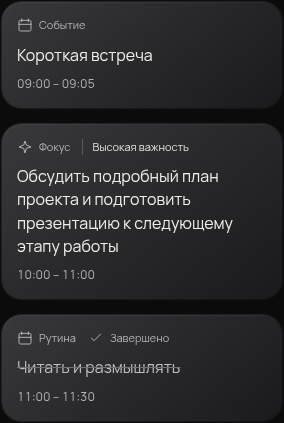 Событие
Короткая встреча
09:00 – 09:05
Фокус Высокая важность
Обсудить подробный план
проекта и подготовить
презентацию к следующему
этапу работы
10:00 – 11:00
Рутина Завершено
Читать и размышлять
11:00 – 11:30